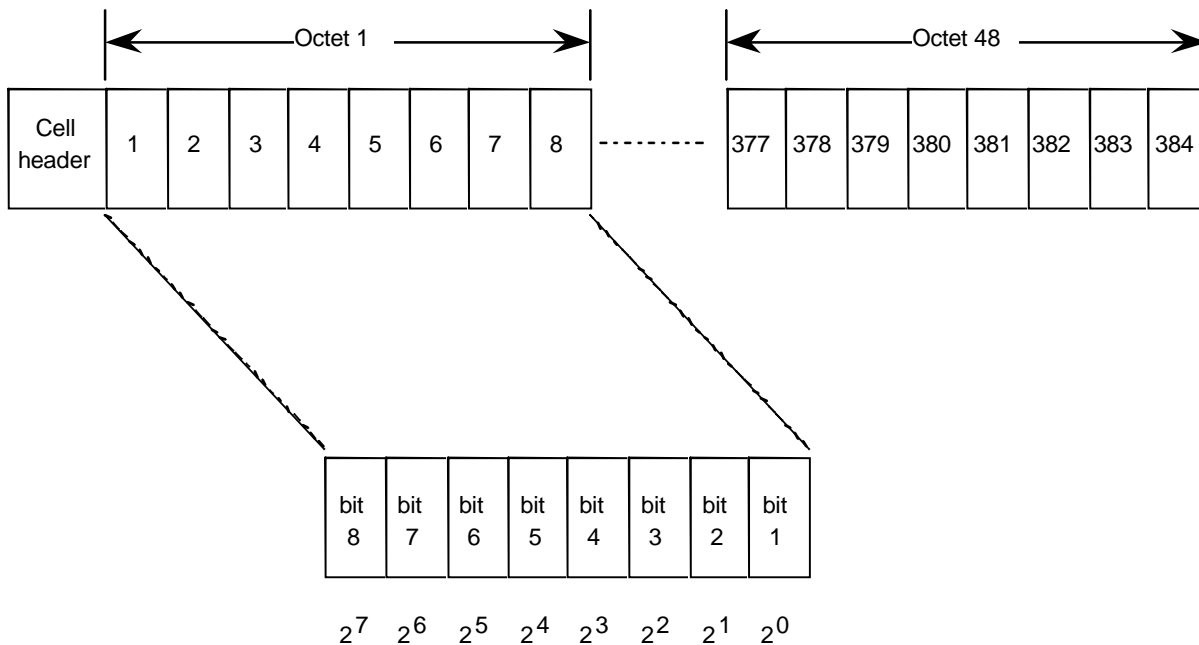 Octet 1 Octet 48
Cell header 1 2 3 4 5 6 7 8 377 378 379 380 381 382 383 384
bit 8 bit 7 bit 6 bit 5 bit 4 bit 3 bit 2 bit 1
2^7 2^6 2^5 2^4 2^3 2^2 2^1 2^0